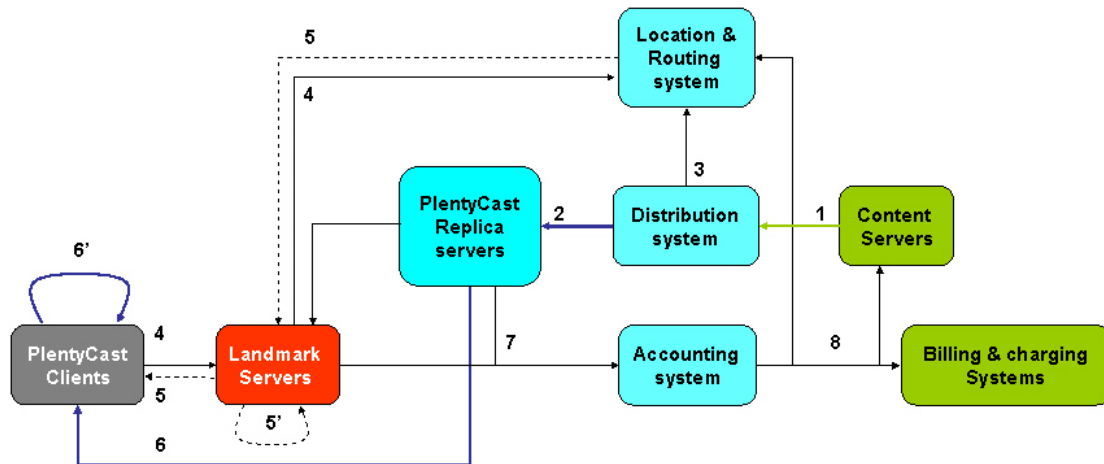 5
Location &
Routing
system
4
3
PlentyCast
Replica
servers
2
Distribution
system
1
Content
Servers
6’
4
PlentyCast
Clients
5
Landmark
Servers
5’
7
Accounting
system
8
Billing & charging
Systems
6